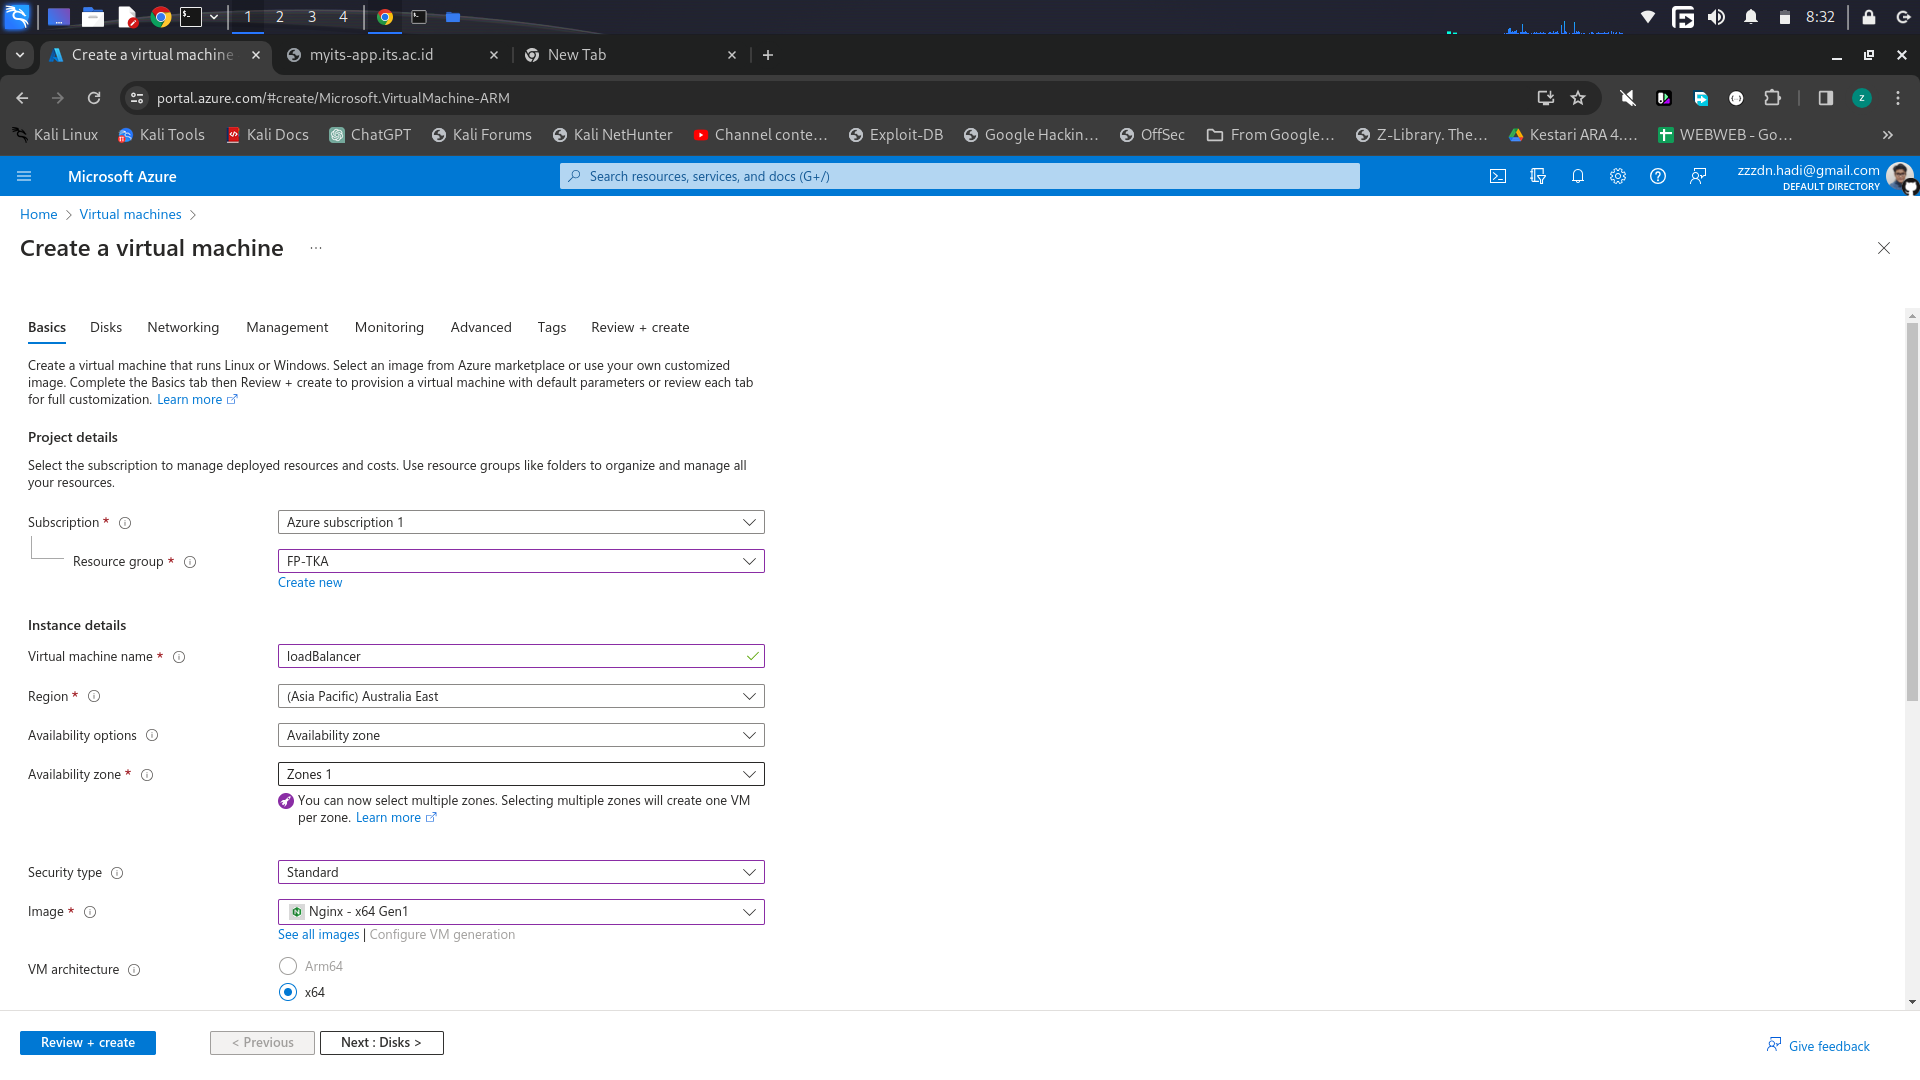 1 2 3 4
8:32
Create a virtual machine
myits-app.its.ac.id
New Tab
portal.azure.com/#create/Microsoft.VirtualMachine-ARM
Z
Kali Linux
Kali Tools
Kali Docs
ChatGPT
Kali Forums
Kali NetHunter
Channel conte...
Exploit-DB
Google Hackin...
OffSec
From Google...
Z-Library. The...
Kestari ARA 4....
WEBWEB - Go...
Microsoft Azure
Search resources, services, and docs (G+/)
zzzdn.hadi@gmail.com
DEFAULT DIRECTORY
Home > Virtual machines >
Create a virtual machine ...
Basics Disks Networking Management Monitoring Advanced Tags Review + create
Create a virtual machine that runs Linux or Windows. Select an image from Azure marketplace or use your own customized
image. Complete the Basics tab then Review + create to provision a virtual machine with default parameters or review each tab
for full customization. Learn more
Project details
Select the subscription to manage deployed resources and costs. Use resource groups like folders to organize and manage all
your resources.
Subscription * Azure subscription 1
Resource group * FP-TKA
Create new
Instance details
Virtual machine name * loadBalancer
Region * (Asia Pacific) Australia East
Availability options Availability zone
Availability zone * Zones 1
You can now select multiple zones. Selecting multiple zones will create one VM
per zone. Learn more
Security type Standard
Image * Nginx - x64 Gen1
See all images | Configure VM generation
VM architecture Arm64
x64
Review + create < Previous Next : Disks > Give feedback